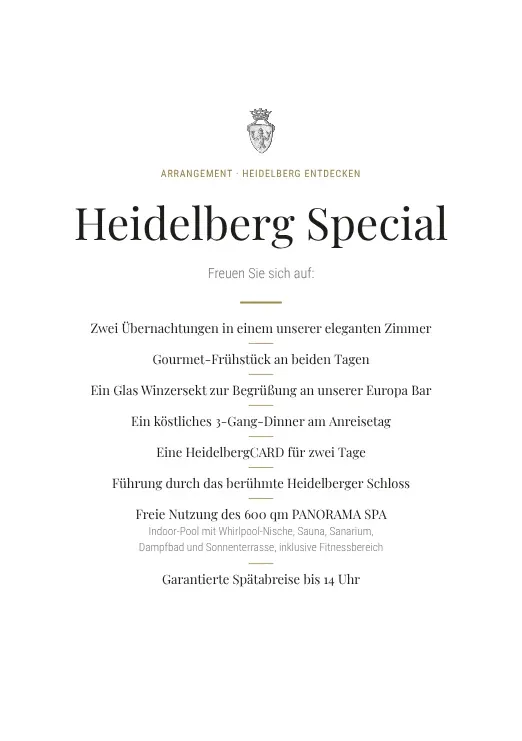 ARRANGEMENT · HEIDELBERG ENTDECKEN
Heidelberg Special
Freuen Sie sich auf:
Zwei Übernachtungen in einem unserer eleganten Zimmer
Gourmet-Frühstück an beiden Tagen
Ein Glas Winzersekt zur Begrüßung an unserer Europa Bar
Ein köstliches 3-Gang-Dinner am Anreisetag
Eine HeidelbergCARD für zwei Tage
Führung durch das berühmte Heidelberger Schloss
Freie Nutzung des 600 qm PANORAMA SPA
Indoor-Pool mit Whirlpool-Nische, Sauna, Sanarium,
Dampfbad und Sonnenterrasse, inklusive Fitnessbereich
Garantierte Spätabreise bis 14 Uhr